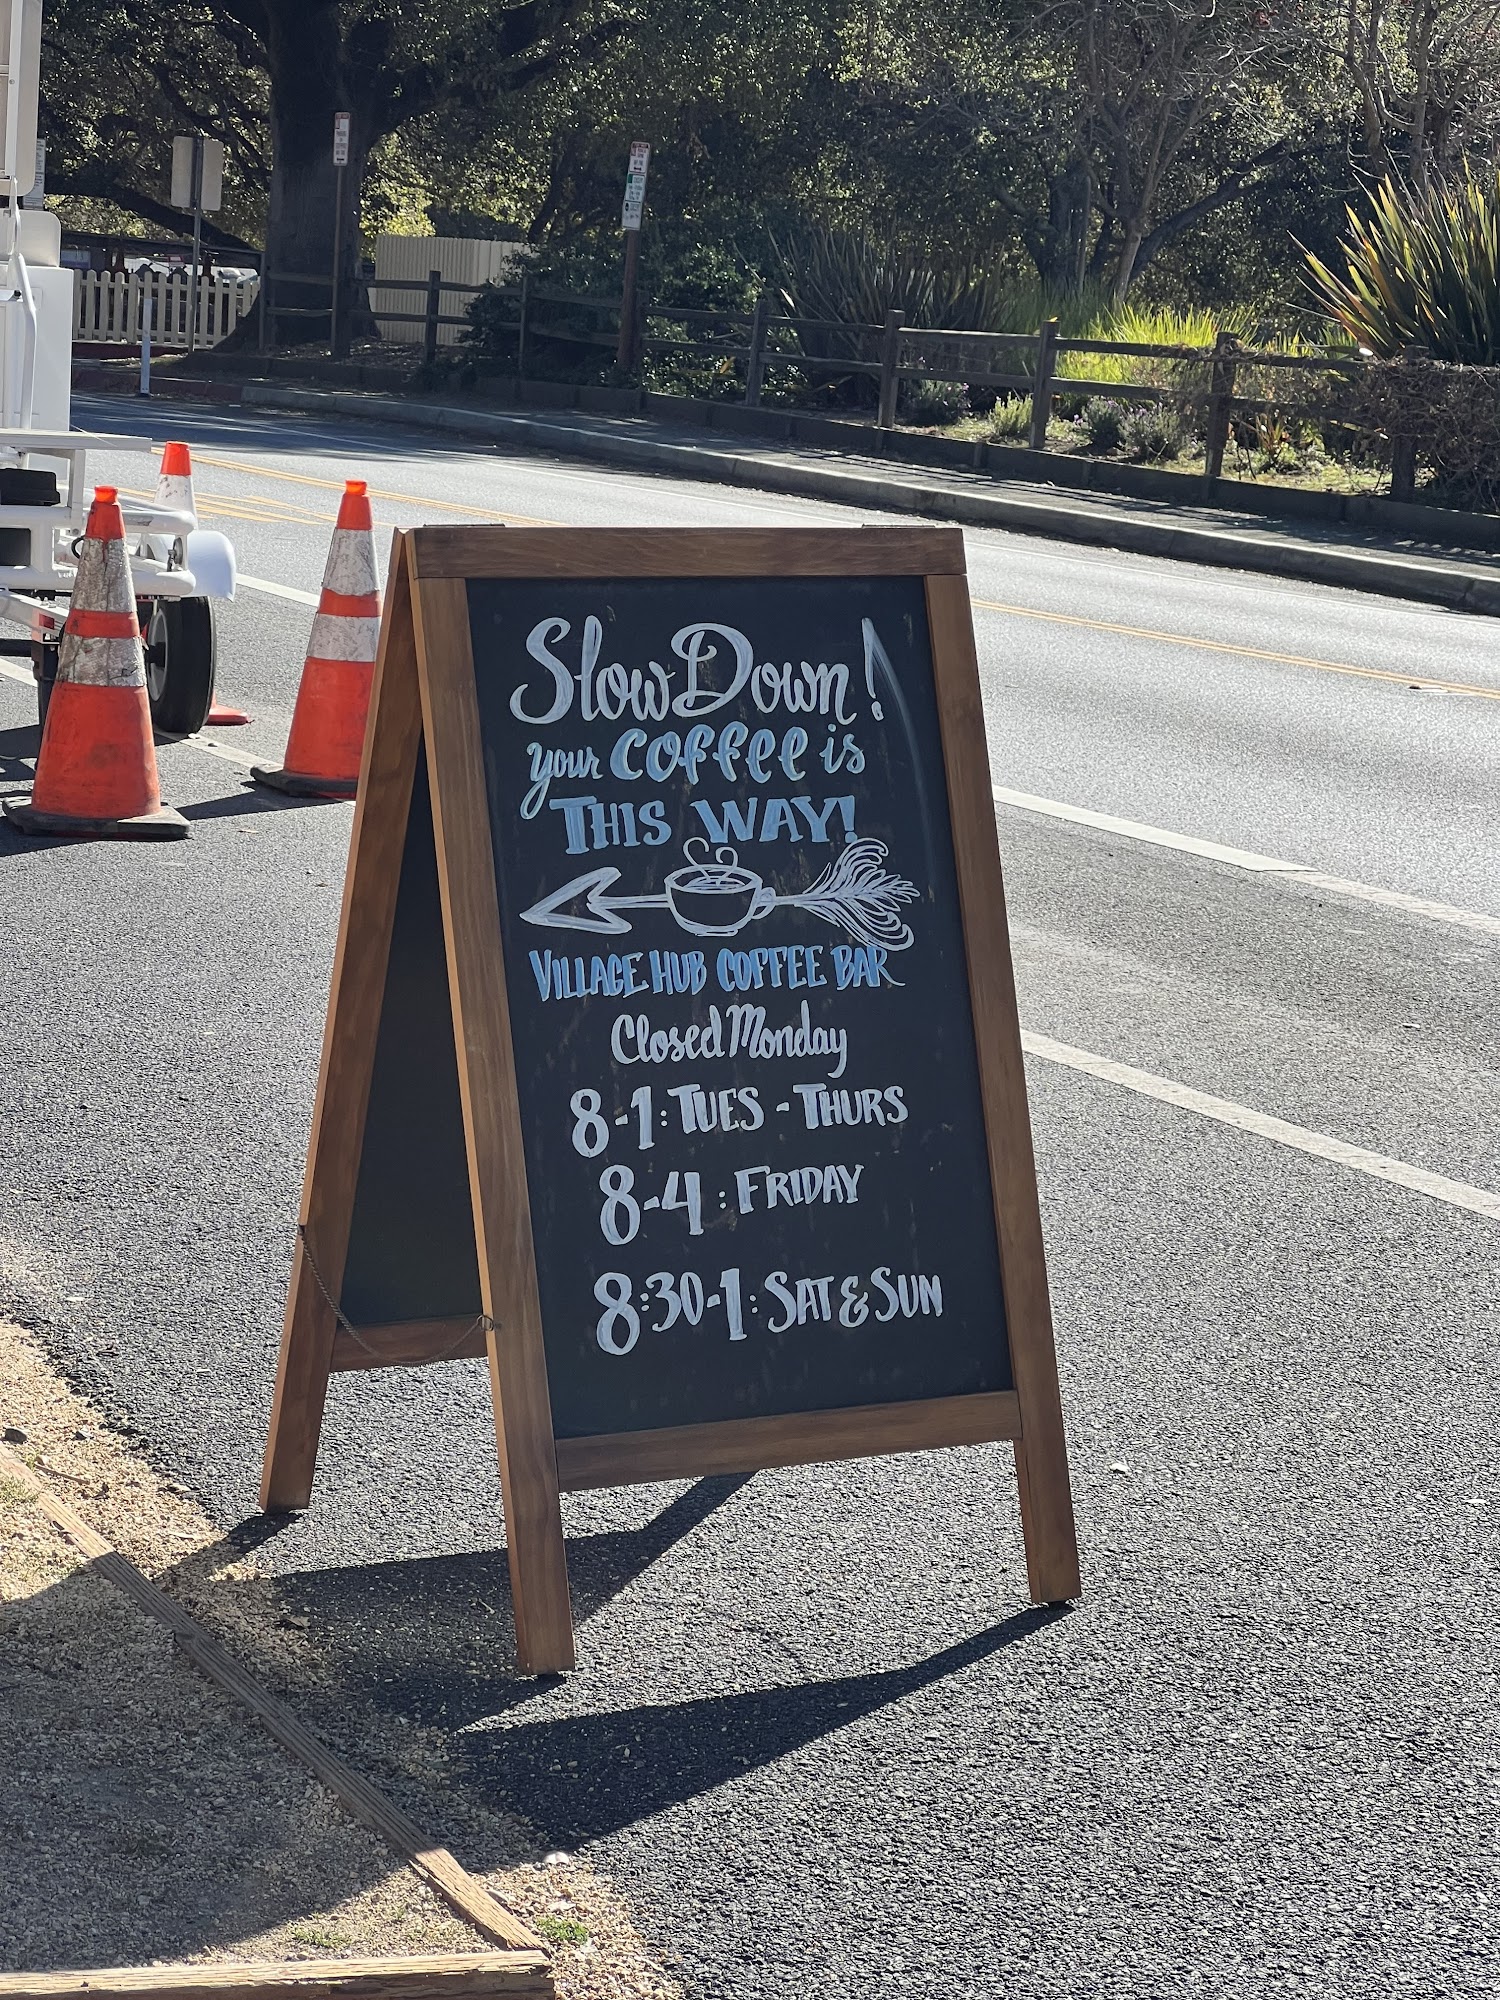 Slow Down!
your coffee is
THIS WAY!
VILLAGE HUB COFFEE BAR
Closed Monday
8-1: TUES - THURS
8-4: FRIDAY
8:30-1: SAT & SUN